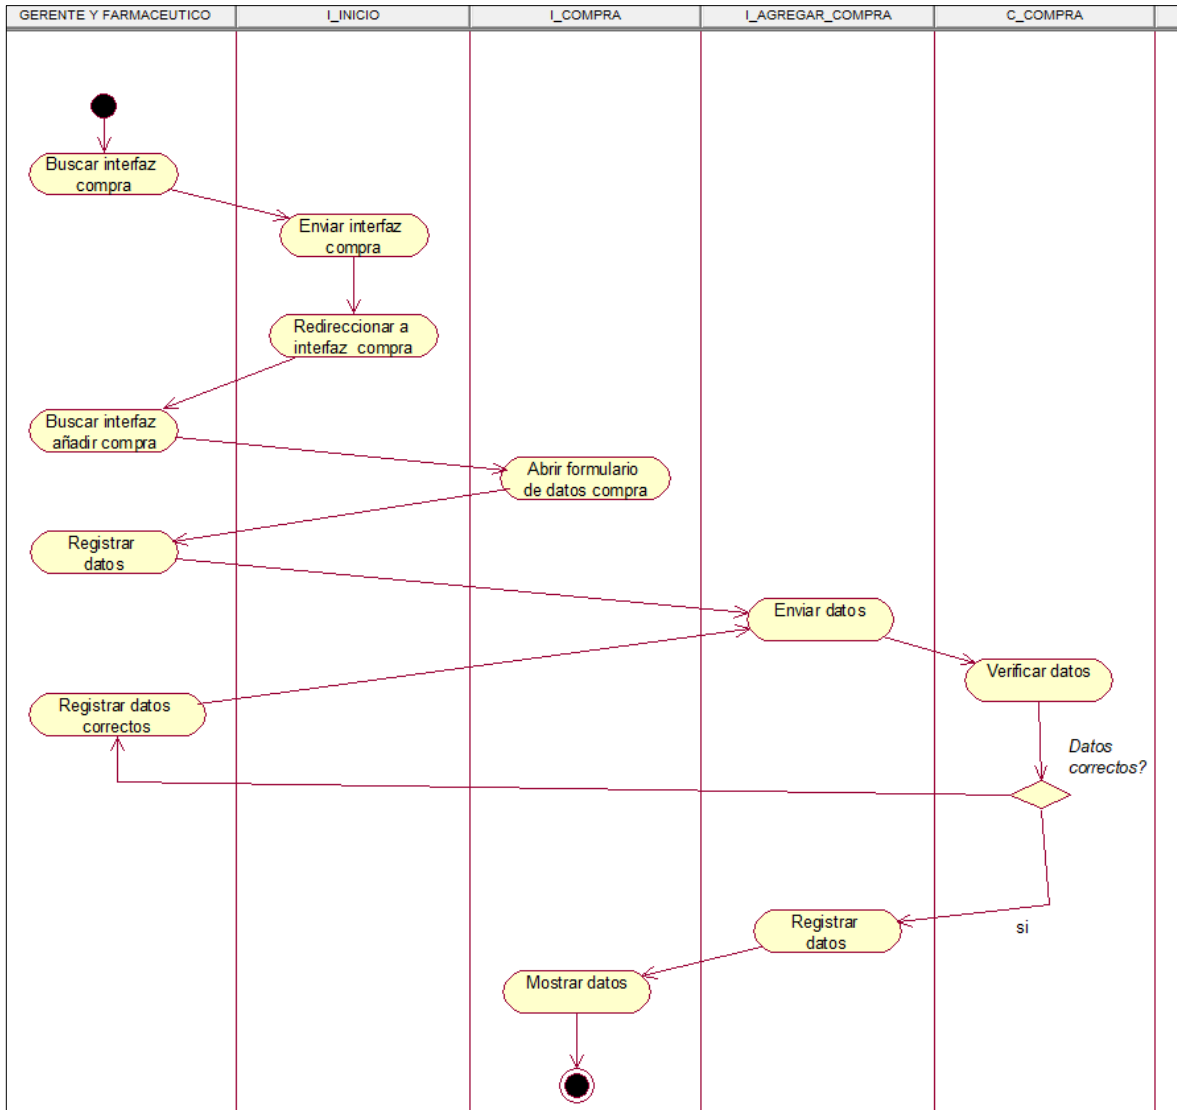 GERENTE Y FARMACEUTICO
I_INICIO
I_COMPRA
I_AGREGAR_COMPRA
C_COMPRA
Buscar interfaz
compra
Enviar interfaz
compra
Redireccionar a
interfaz compra
Buscar interfaz
añadir compra
Abrir formulario
de datos compra
Registrar
datos
Enviar datos
Verificar datos
Registrar datos
correctos
Datos
correctos?
Registrar
datos
si
Mostrar datos